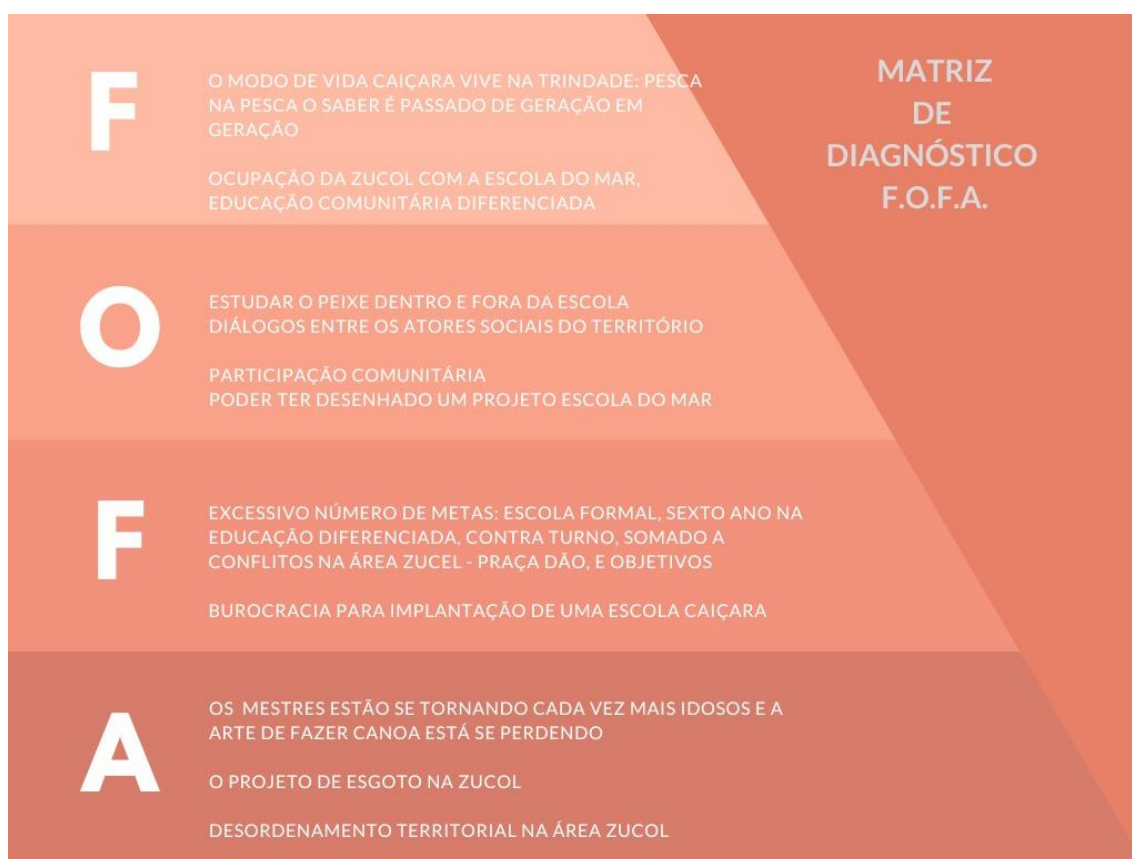 F
O MODO DE VIDA CAIÇARA VIVE NA TRINDADE: PESCA
NA PESCA O SABER É PASSADO DE GERAÇÃO EM
GERAÇÃO
OCUPAÇÃO DA ZUCOL COM A ESCOLA DO MAR,
EDUCAÇÃO COMUNITÁRIA DIFERENCIADA
MATRIZ
DE
DIAGNÓSTICO
F.O.F.A.
O
ESTUDAR O PEIXE DENTRO E FORA DA ESCOLA
DIÁLOGOS ENTRE OS ATORES SOCIAIS DO TERRITÓRIO
PARTICIPAÇÃO COMUNITÁRIA
PODER TER DESENHADO UM PROJETO ESCOLA DO MAR
F
EXCESSIVO NÚMERO DE METAS: ESCOLA FORMAL, SEXTO ANO NA
EDUCAÇÃO DIFERENCIADA, CONTRA TURNO, SOMADO A
CONFLITOS NA ÁREA ZUCEL - PRAÇA DÃO, E OBJETIVOS
BUROCRACIA PARA IMPLANTAÇÃO DE UMA ESCOLA CAIÇARA
A
OS MESTRES ESTÃO SE TORNANDO CADA VEZ MAIS IDOSOS E A
ARTE DE FAZER CANOA ESTÁ SE PERDENDO
O PROJETO DE ESGOTO NA ZUCOL
DESORDENAMENTO TERRITORIAL NA ÁREA ZUCOL